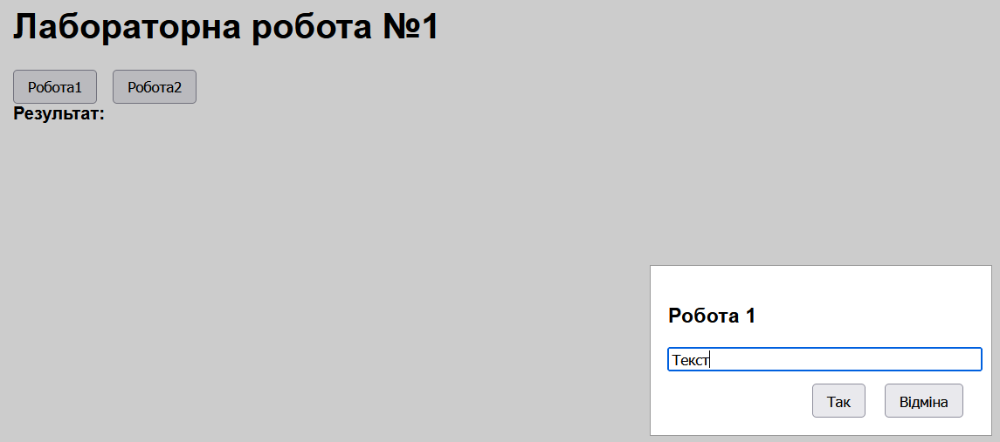 Лабораторна робота №1
Робота1 Робота2
Результат:
Робота 1
Текст
Так Відміна